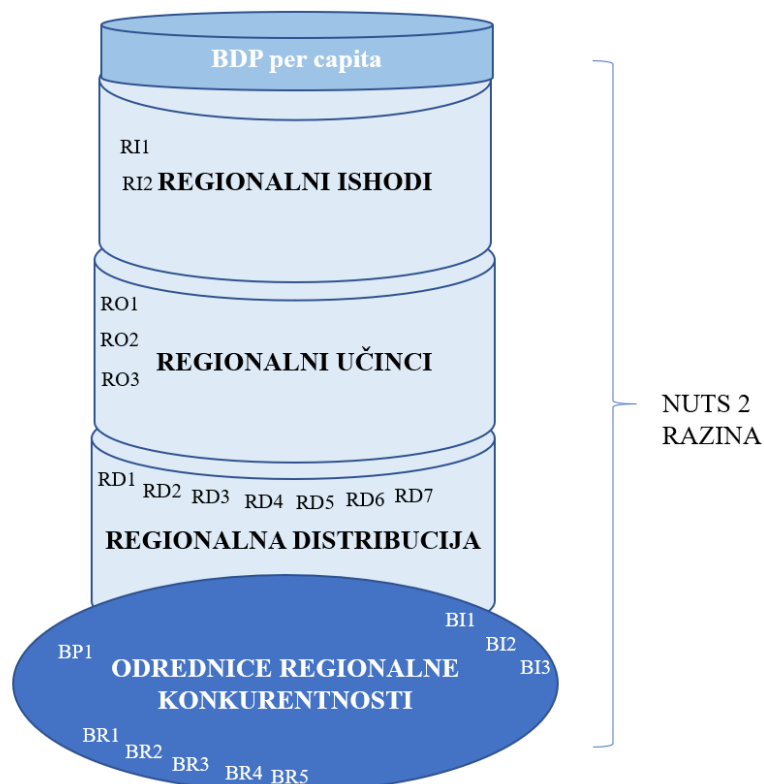 BDP per capita
RI1
RI2 REGIONALNI ISHODI
RO1
RO2
REGIONALNI UČINCI
RO3
NUTS 2
RAZINA
RD1 RD2 RD3 RD4 RD5 RD6 RD7
REGIONALNA DISTRIBUCIJA
BI1
BI2
BI3
BP1
ODREDNICE REGIONALNE
KONKURENTNOSTI
BR1
BR2
BR3
BR4
BR5